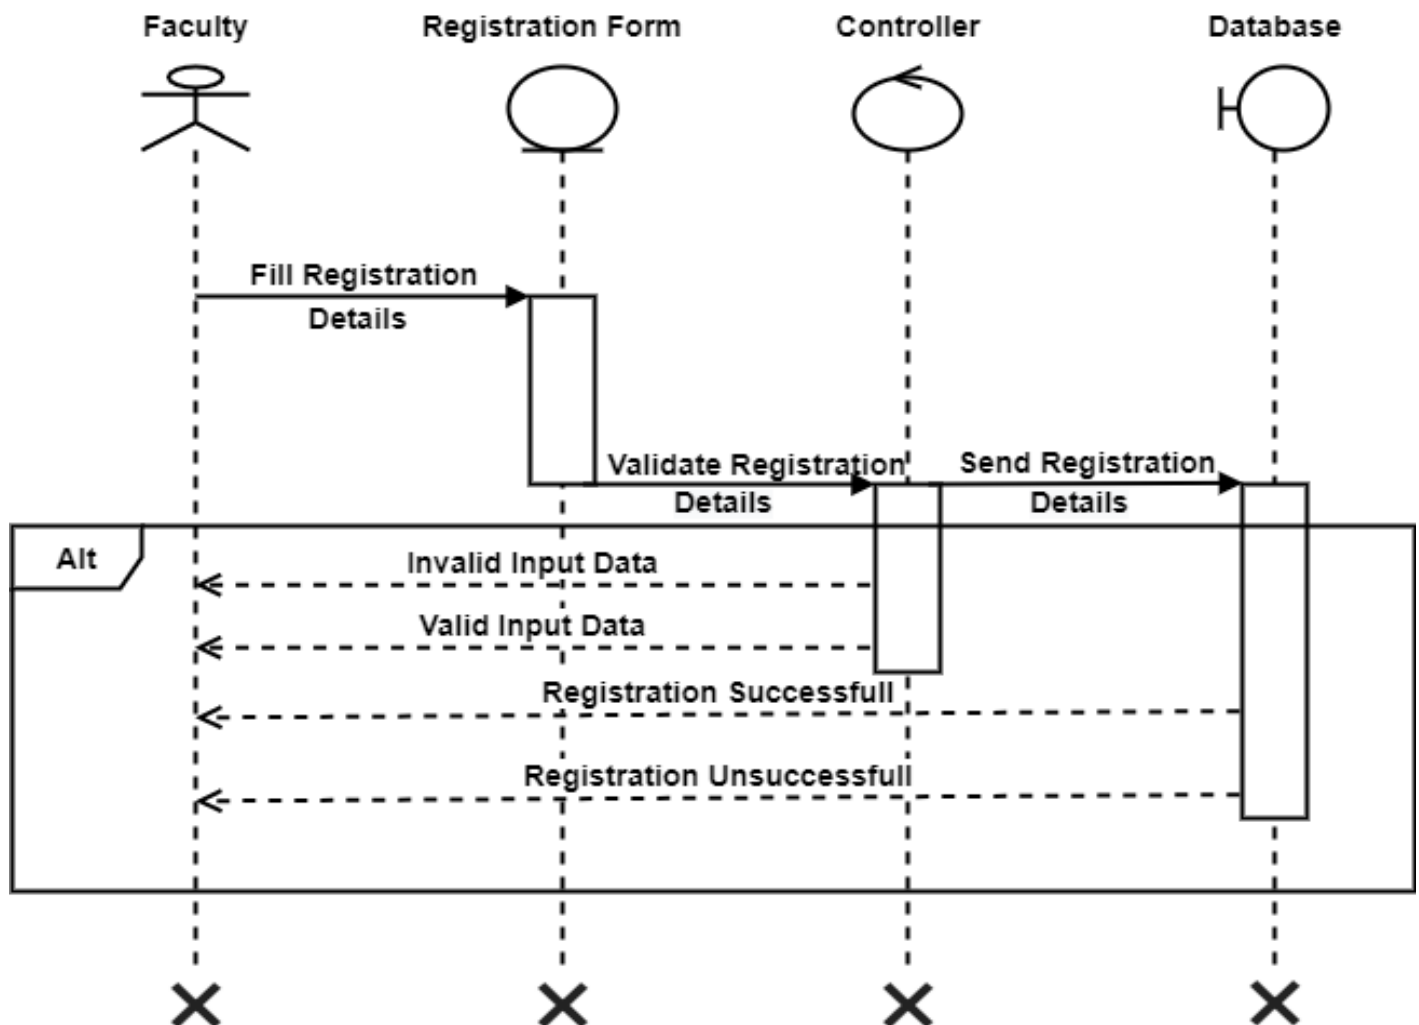 Faculty
Registration Form
Controller
Database
Fill Registration
Details
Validate Registration
Details
Send Registration
Details
Alt
Invalid Input Data
Valid Input Data
Registration Successfull
Registration Unsuccessfull